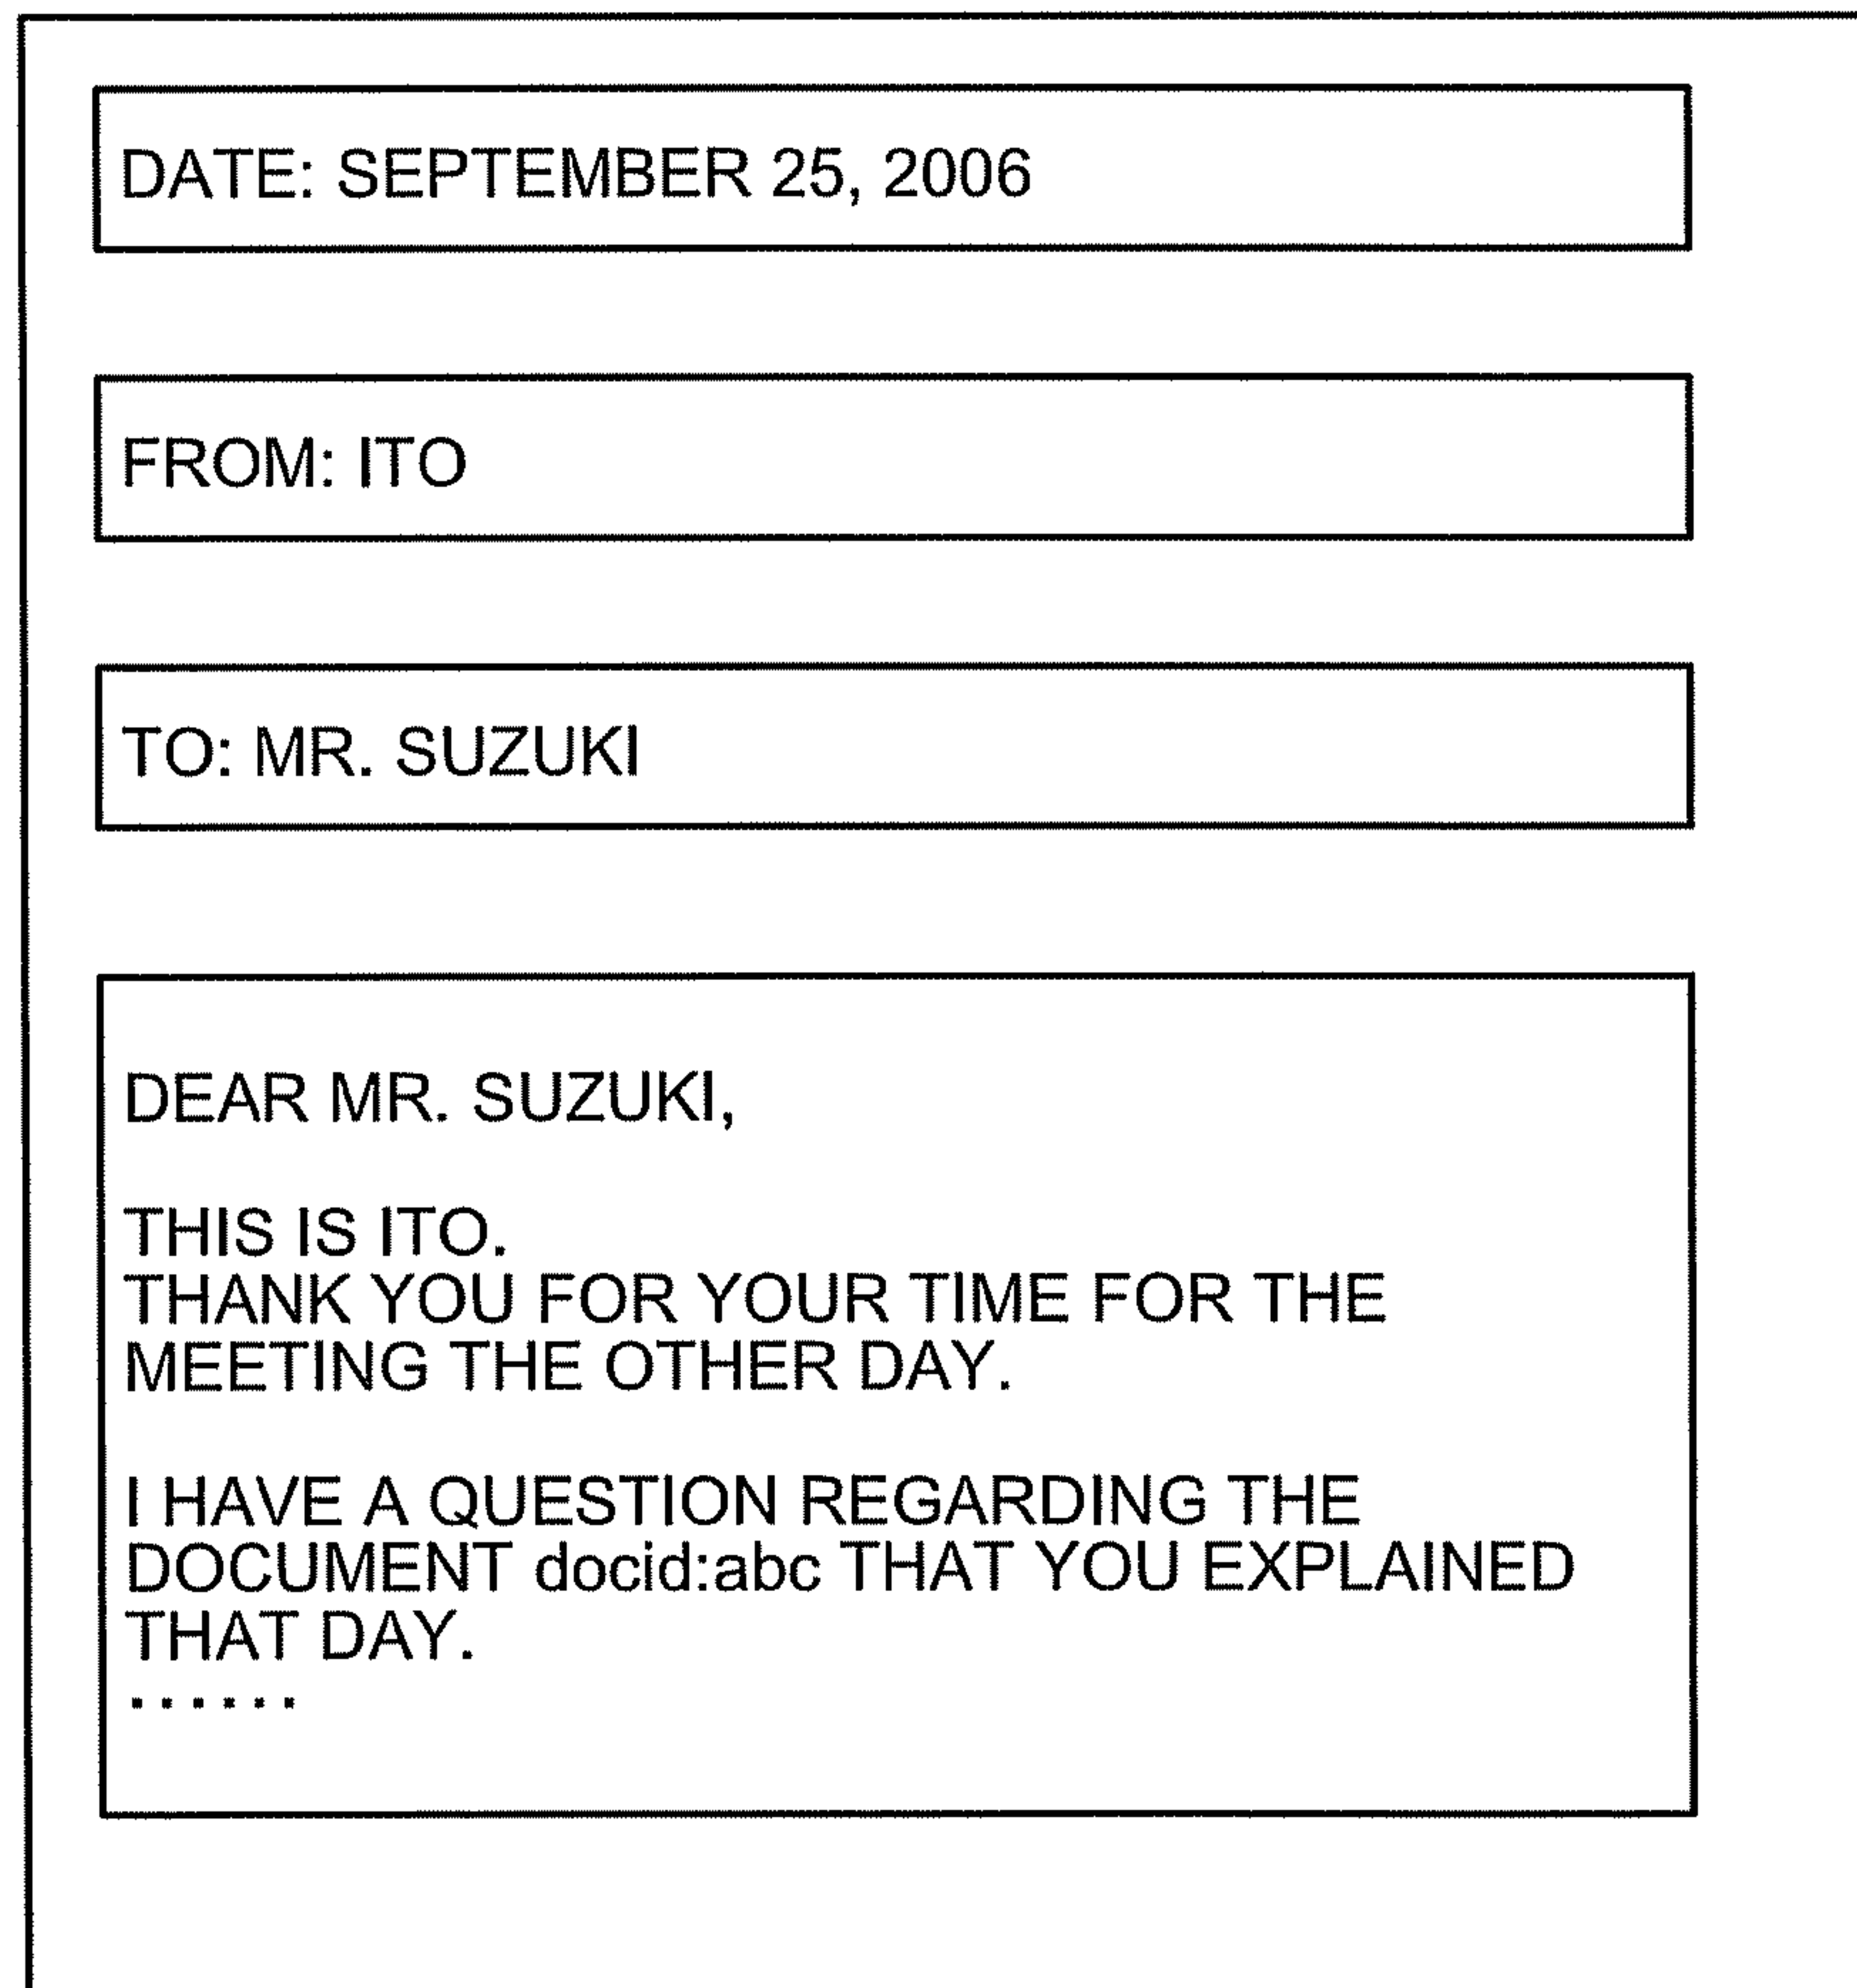 DATE: SEPTEMBER 25, 2006
FROM: ITO
TO: MR. SUZUKI
DEAR MR. SUZUKI,
THIS IS ITO.
THANK YOU FOR YOUR TIME FOR THE
MEETING THE OTHER DAY.
I HAVE A QUESTION REGARDING THE
DOCUMENT docid:abc THAT YOU EXPLAINED
THAT DAY.
......